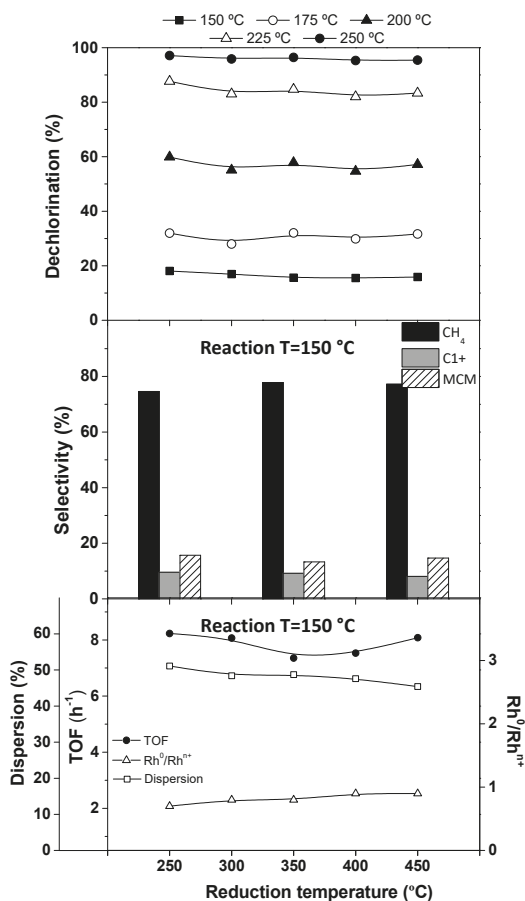 150 ºC 175 ºC 200 ºC
225 ºC 250 ºC
Dechlorination (%)
100
80
60
40
20
0
Reaction T=150 °C
CH4
C1+
MCM
Selectivity (%)
80
60
40
20
0
Reaction T=150 °C
Dispersion (%)
60
50
40
30
20
10
0
TOF (h-1)
8
6
4
2
TOF
Rh0/Rhn+
Dispersion
3
2
1
0
Rh0/Rhn+
250 300 350 400 450
Reduction temperature (ºC)